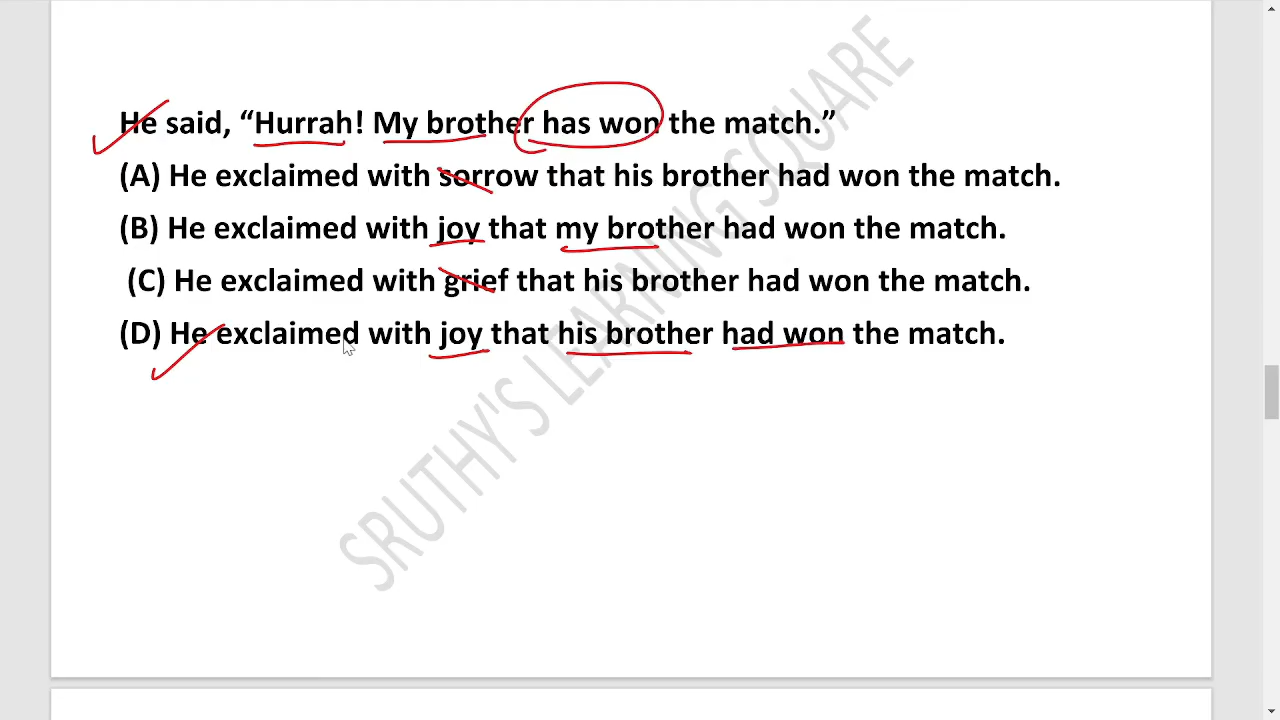 He said, “Hurrah! My brother has won the match.”
(A) He exclaimed with sorrow that his brother had won the match.
(B) He exclaimed with joy that my brother had won the match.
(C) He exclaimed with grief that his brother had won the match.
(D) He exclaimed with joy that his brother had won the match.
SRUTHY'S LEARNING SQUARE